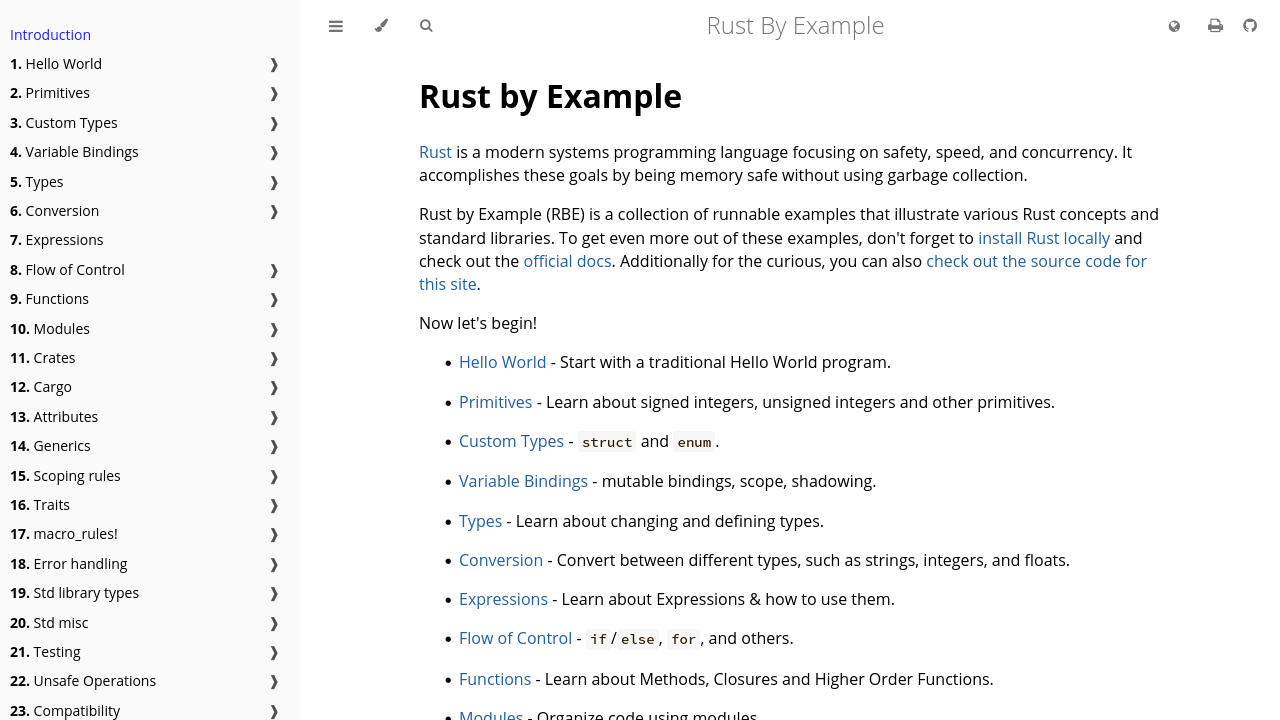 Introduction
1. Hello World ❱
2. Primitives ❱
3. Custom Types ❱
4. Variable Bindings ❱
5. Types ❱
6. Conversion ❱
7. Expressions
8. Flow of Control ❱
9. Functions ❱
10. Modules ❱
11. Crates ❱
12. Cargo ❱
13. Attributes ❱
14. Generics ❱
15. Scoping rules ❱
16. Traits ❱
17. macro_rules! ❱
18. Error handling ❱
19. Std library types ❱
20. Std misc ❱
21. Testing ❱
22. Unsafe Operations ❱
23. Compatibility ❱
Rust By Example
Rust by Example
Rust is a modern systems programming language focusing on safety, speed, and concurrency. It
accomplishes these goals by being memory safe without using garbage collection.
Rust by Example (RBE) is a collection of runnable examples that illustrate various Rust concepts and
standard libraries. To get even more out of these examples, don't forget to install Rust locally and
check out the official docs. Additionally for the curious, you can also check out the source code for
this site.
Now let's begin!
• Hello World - Start with a traditional Hello World program.
• Primitives - Learn about signed integers, unsigned integers and other primitives.
• Custom Types - struct and enum.
• Variable Bindings - mutable bindings, scope, shadowing.
• Types - Learn about changing and defining types.
• Conversion - Convert between different types, such as strings, integers, and floats.
• Expressions - Learn about Expressions & how to use them.
• Flow of Control - if/else, for, and others.
• Functions - Learn about Methods, Closures and Higher Order Functions.
• Modules - Organize code using modules